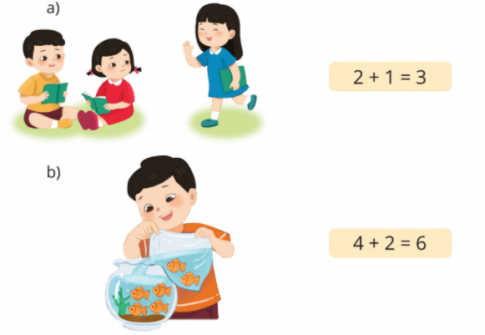 a)
2 + 1 = 3
b)
4 + 2 = 6